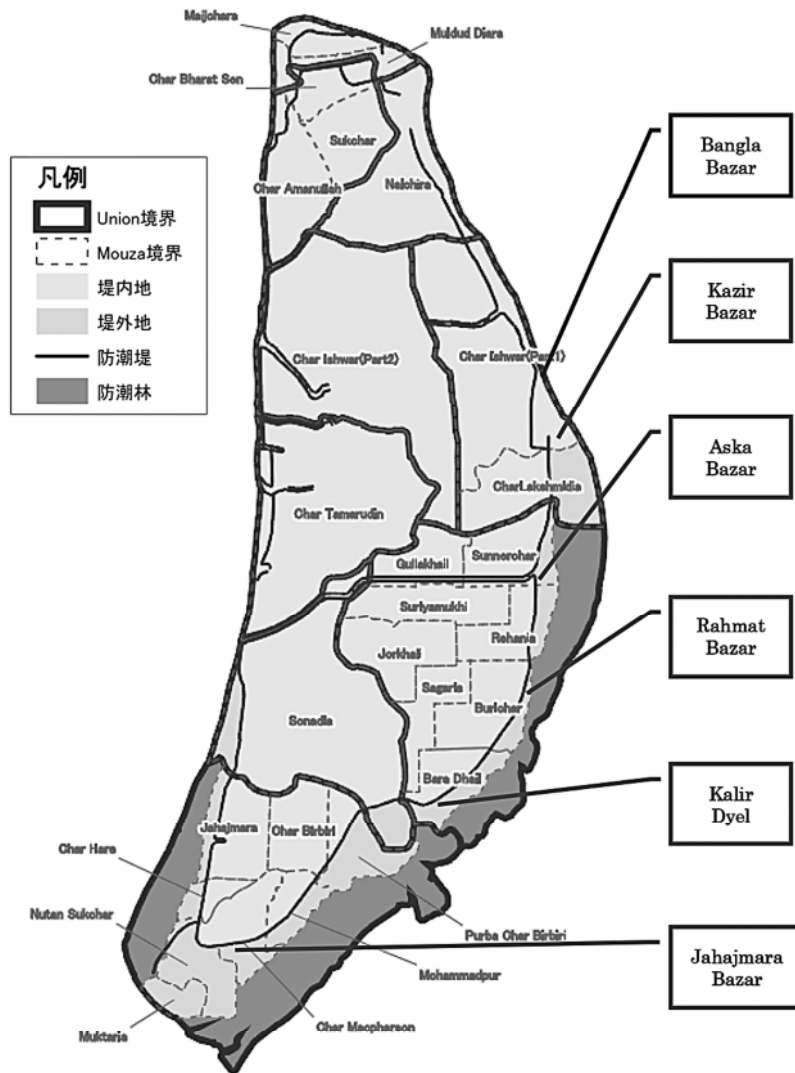 Majchara
Muldud Diara
Char Bharat Sen
Sukchar
Char Amanullah
Nalchira
凡例
Union境界
Mouza境界
堤内地
堤外地
防潮堤
防潮林
Bangla
Bazar
Kazir
Bazar
Char Ishwar(Part2)
Char Ishwar(Part1)
Aska
Bazar
CharLakshmidia
Char Tamarudin
Gullakhali
Sunnerchar
Suriyamukhi
Rehania
Jorkhali
Sagaria
Burichar
Rahmat
Bazar
Sonadia
Bara Dhail
Kalir
Dyel
Jahajmara
Char Birbiri
Char Hare
Nutan Sukchar
Purba Char Birbiri
Mohammadpur
Jahajmara
Bazar
Char Macpharson
Muktaria